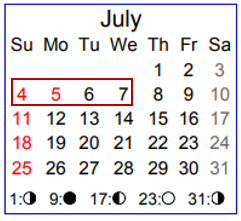 July
Su Mo Tu We Th Fr Sa
1 2 3
4 5 6 7 8 9 10
11 12 13 14 15 16 17
18 19 20 21 22 23 24
25 26 27 28 29 30 31
1:◑ 9:● 17:◐ 23:○ 31:◑